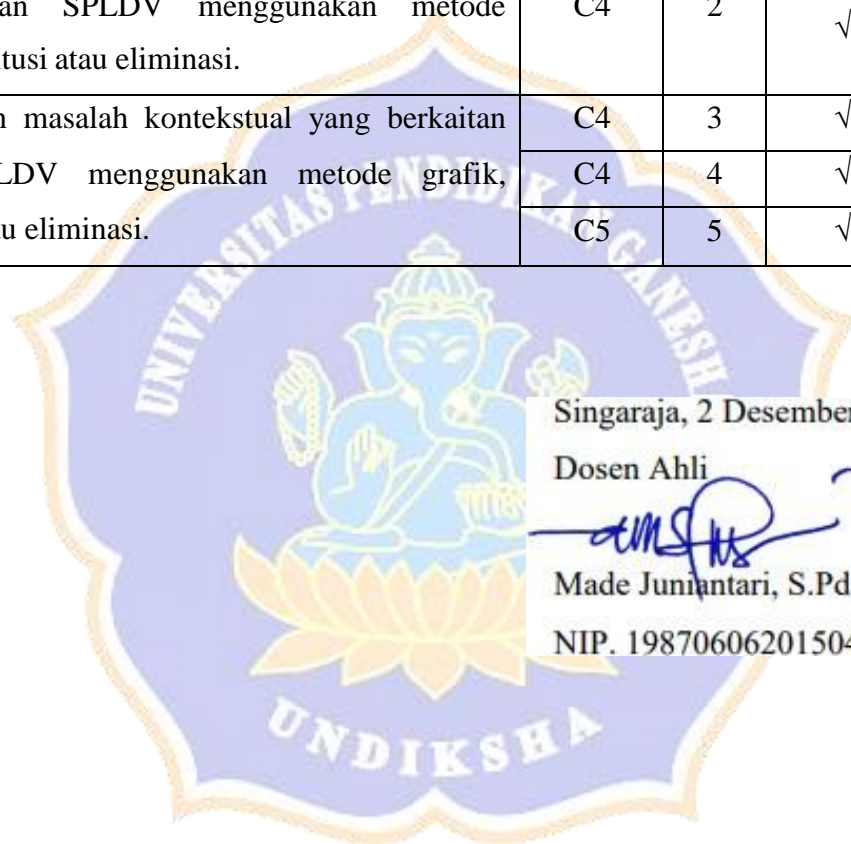 an SPLDV menggunakan metode C4 2 √
tusi atau eliminasi.
masalah kontekstual yang berkaitan C4 3 √
LDV menggunakan metode grafik, C4 4 √
u eliminasi. C5 5 √
UNIVERSITAS PENDIDIKAN GANESHA
UNDIKSHA
Singaraja, 2 Desember
Dosen Ahli
Made Juniantari, S.Pd
NIP. 19870606201504